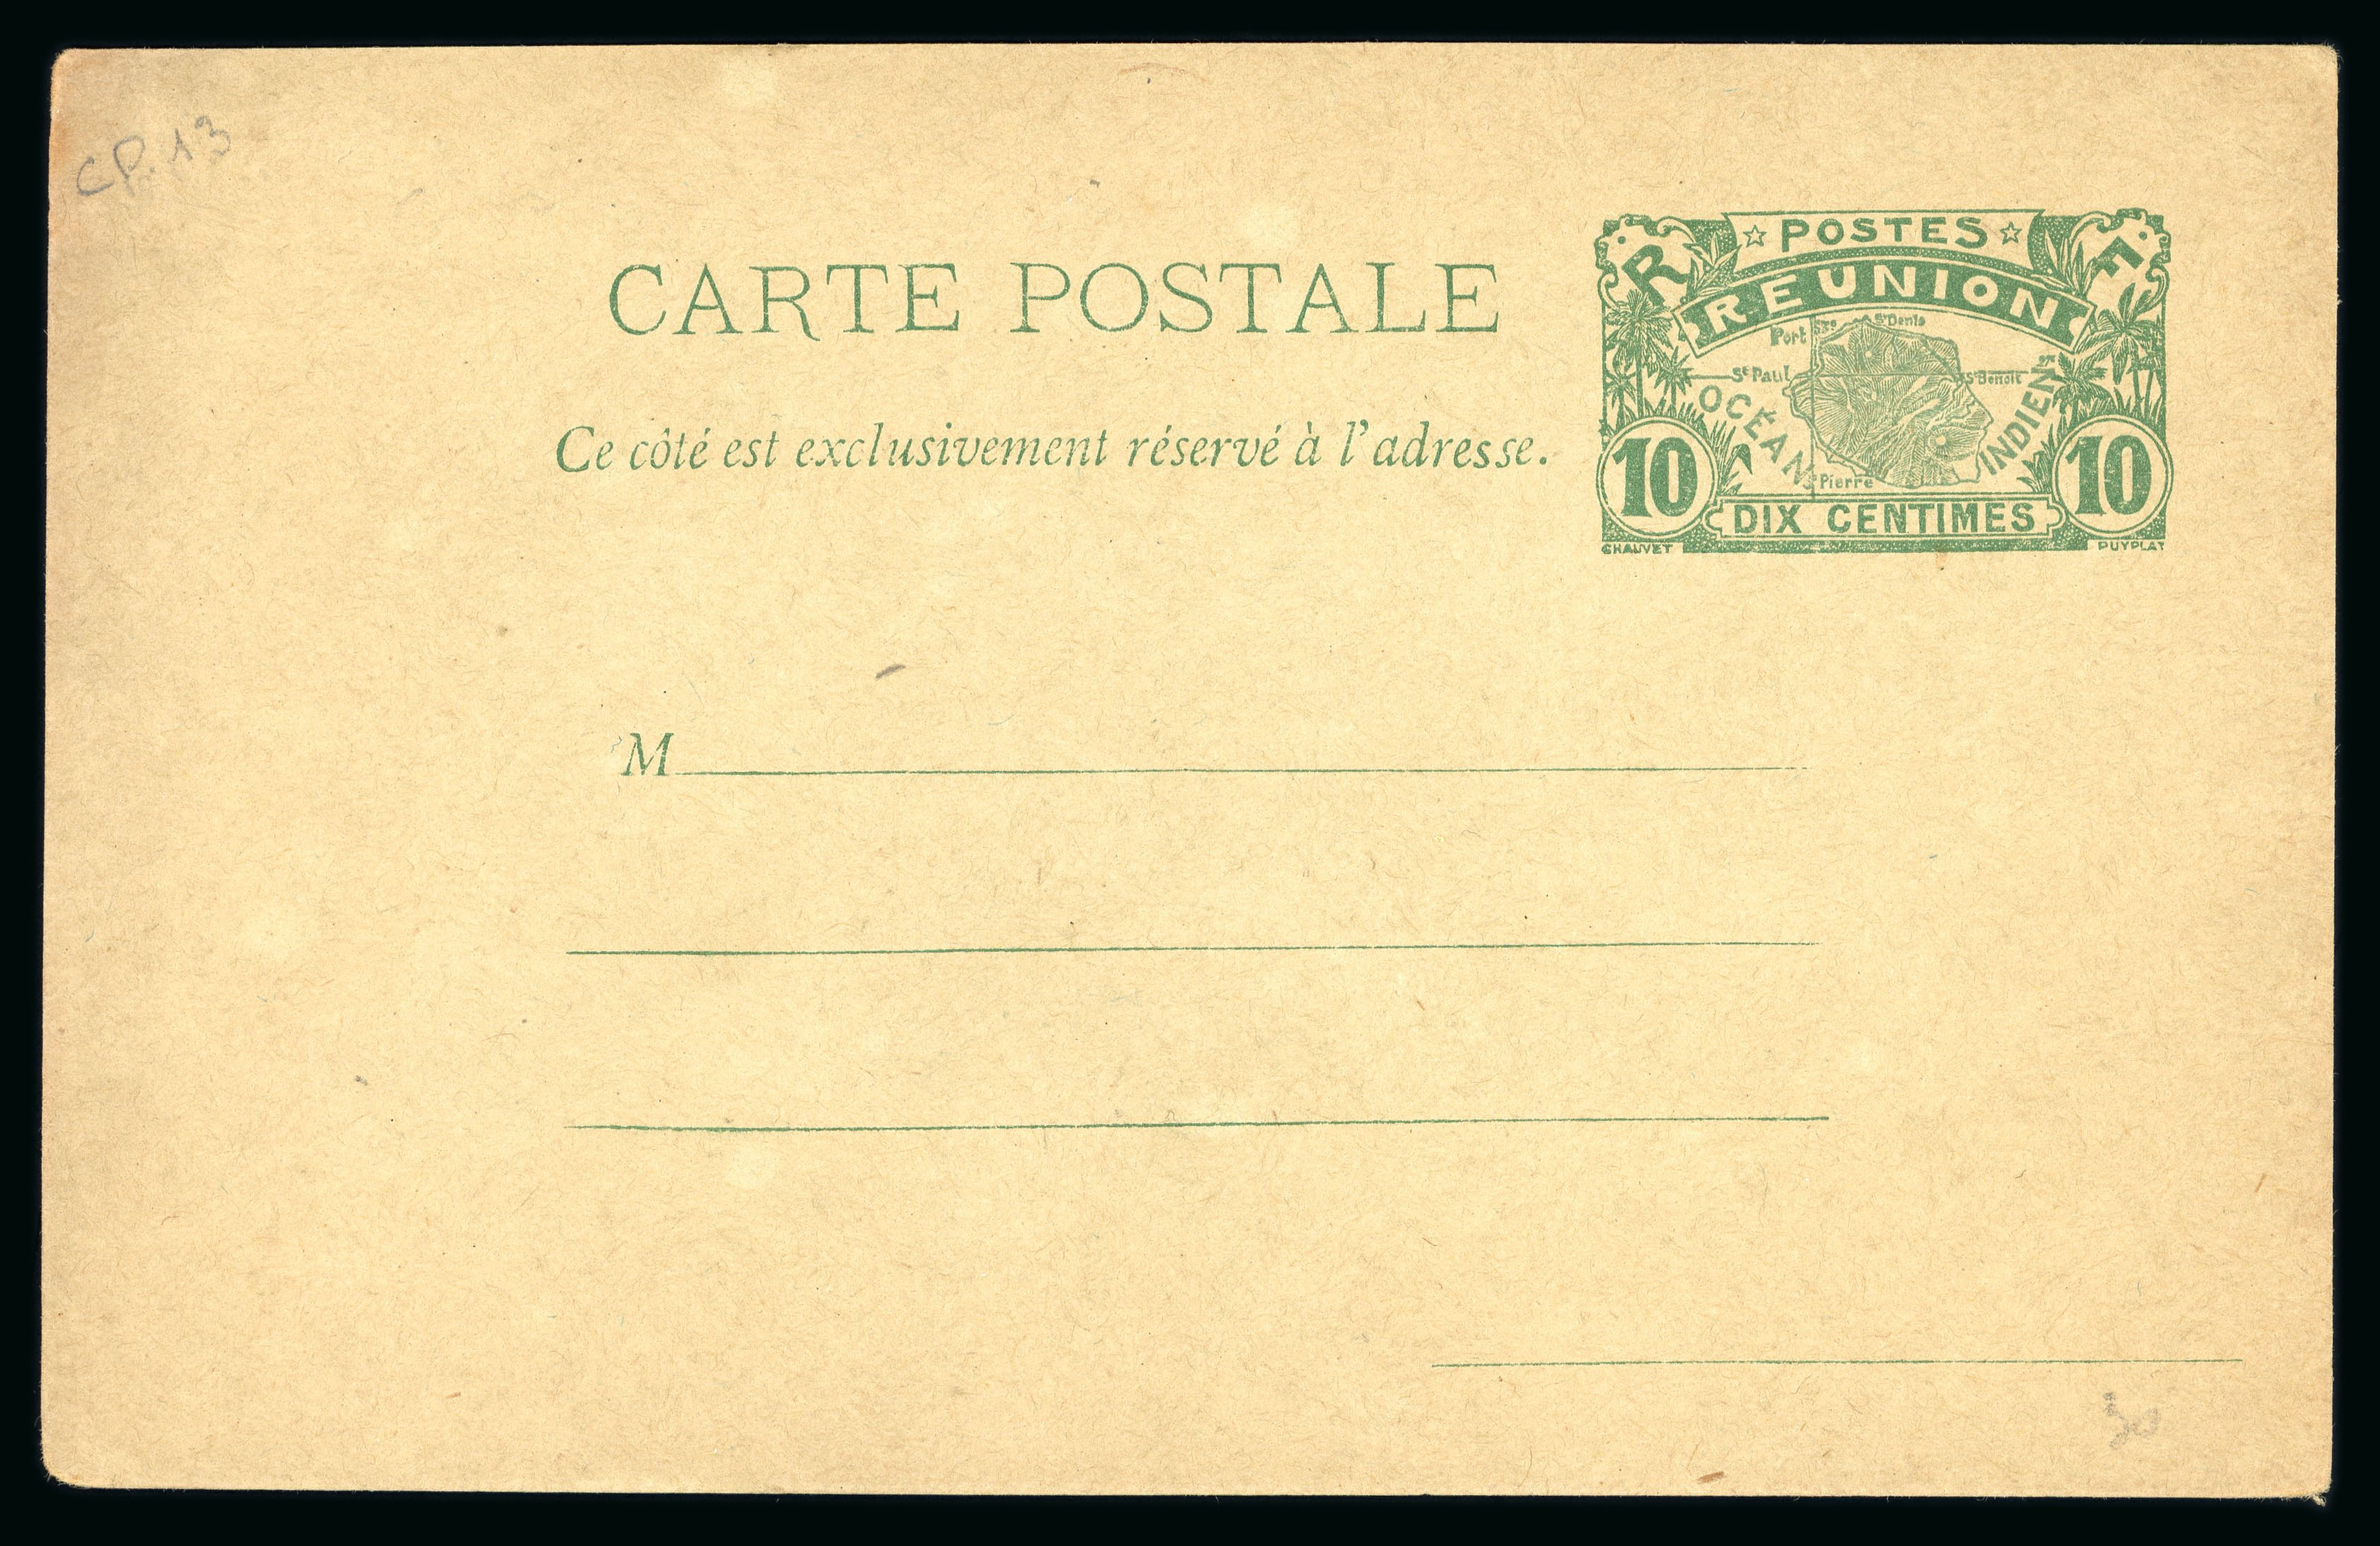 CP.13
CARTE POSTALE
Ce côté est exclusivement réservé à l'adresse.
M
R F
☆ POSTES ☆
REUNION
Port St Denis
St Paul St Benoit
OCÉAN INDIEN
St Pierre
10 DIX CENTIMES 10
CHAUVET PUYPLAT